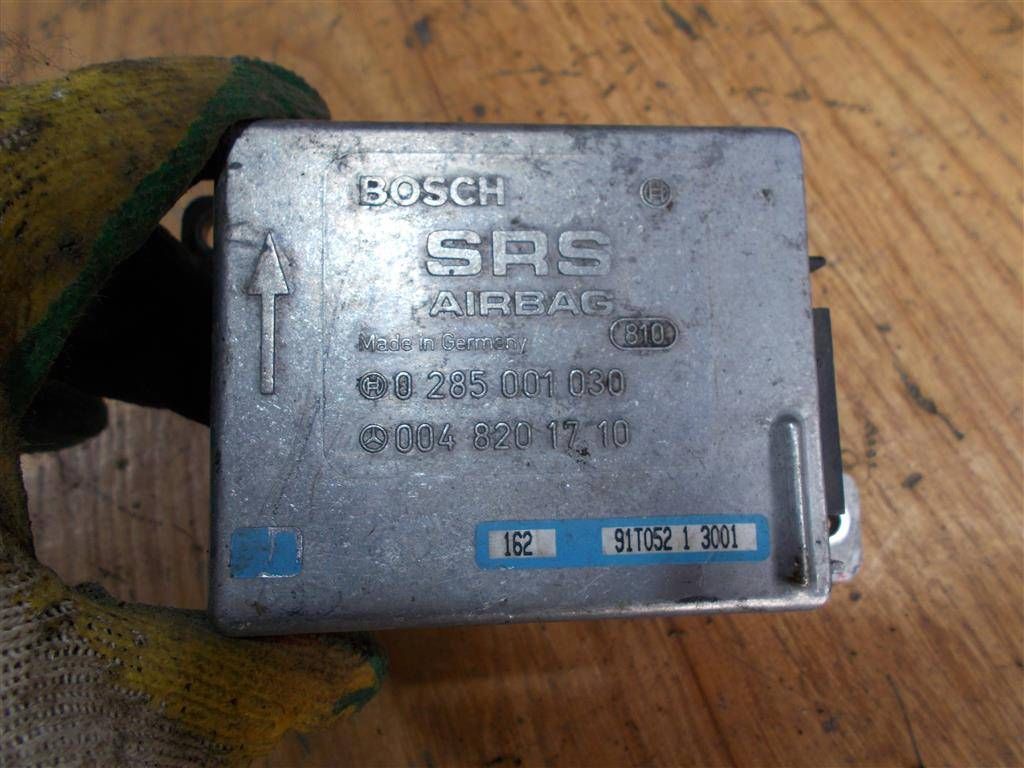 BOSCH
SRS
AIRBAG
Made in Germany
810
0 285 001 030
004 820 17 10
162 91T052 1 3001